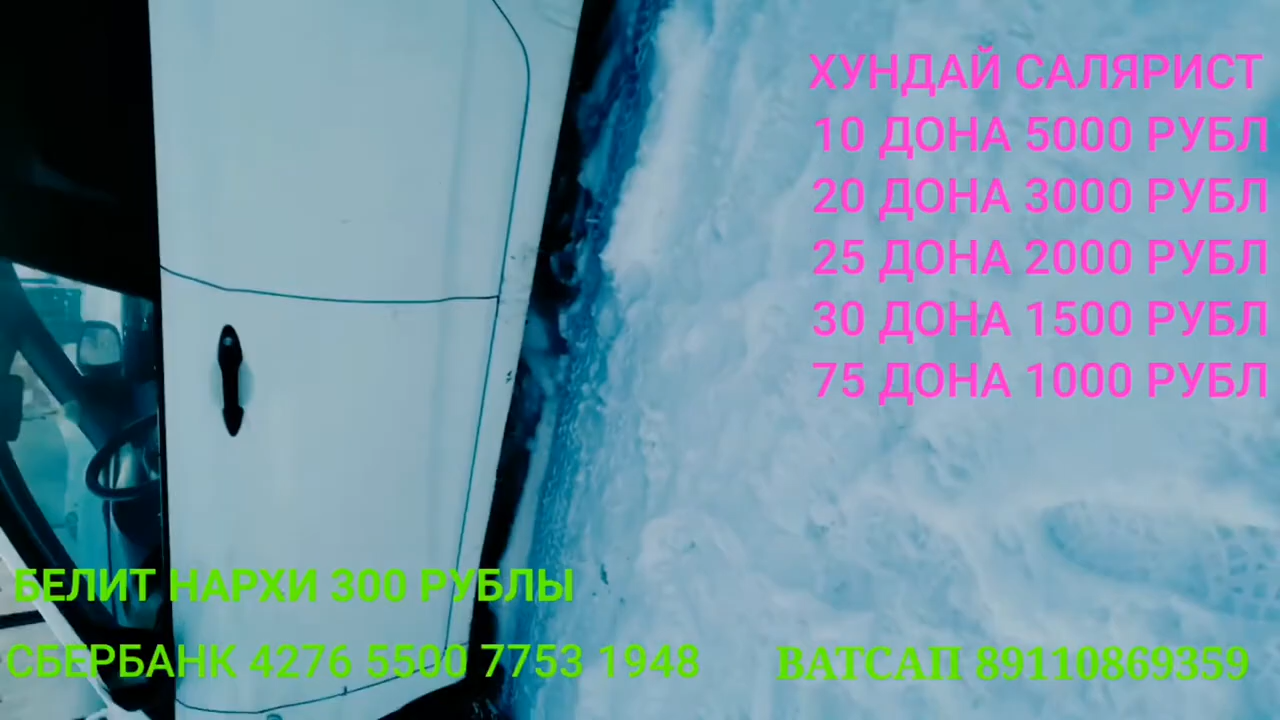 ХУНДАЙ САЛЯРИСТ
10 ДОНА 5000 РУБЛ
20 ДОНА 3000 РУБЛ
25 ДОНА 2000 РУБЛ
30 ДОНА 1500 РУБЛ
75 ДОНА 1000 РУБЛ
БЕЛИТ НАРХИ 300 РУБЛЫ
СБЕРБАНК 4276 5500 7753 1948
ВАТСАП 89110869359